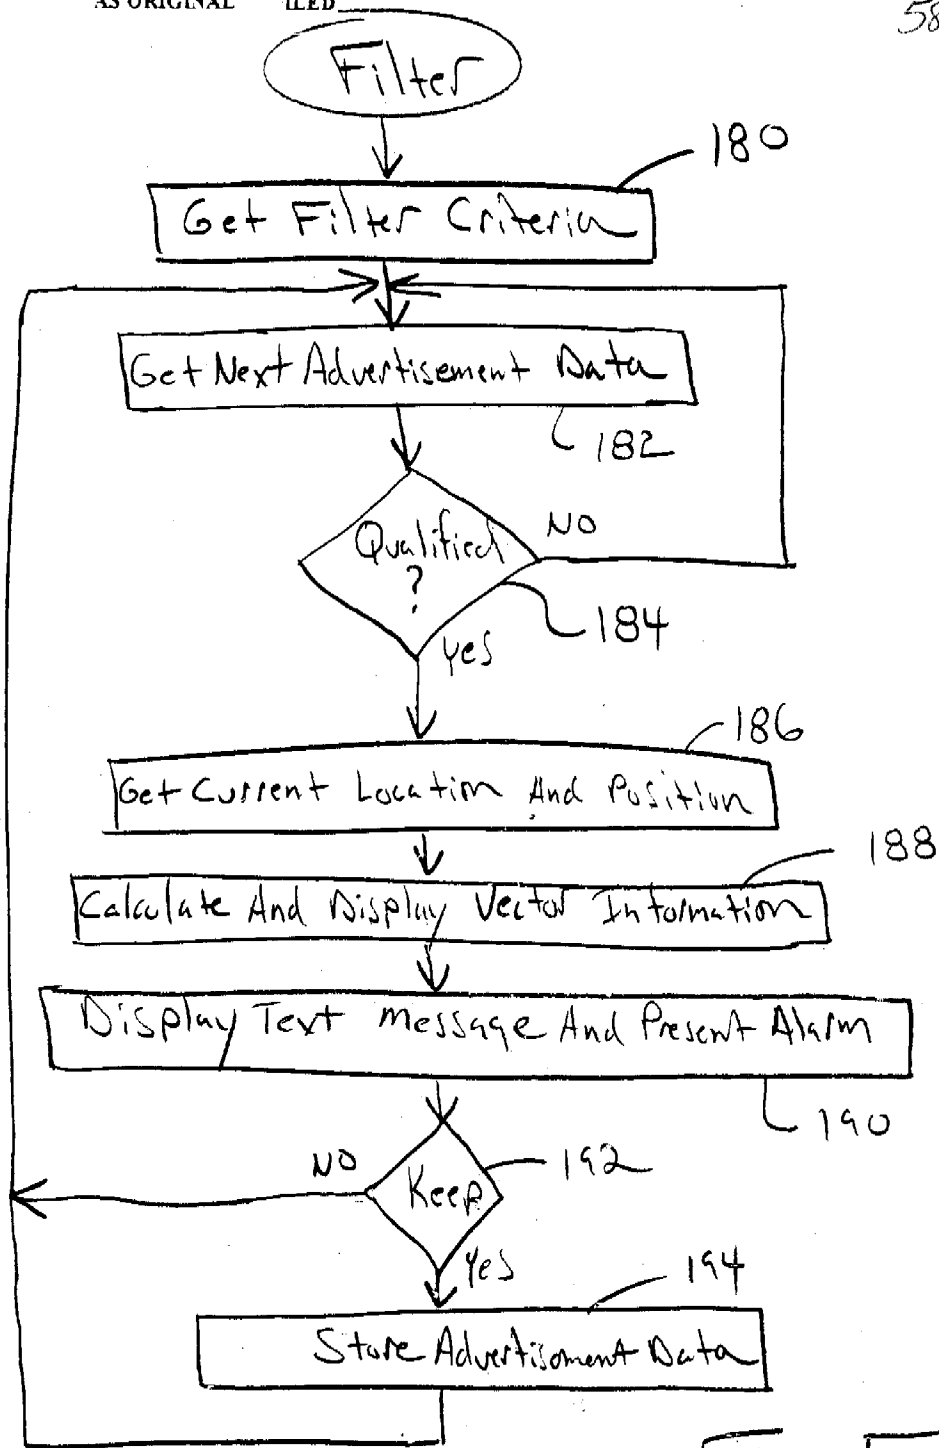 AS ORIGINAL
58
Filter
180
Get Filter Criteria
Get Next Advertisement Data
182
Qualified
?
NO
184
Yes
186
Get Current Location And Position
188
Calculate And Display Vector Information
Display Text Message And Present Alarm
190
NO
Keep
192
Yes
194
Store Advertisement Data